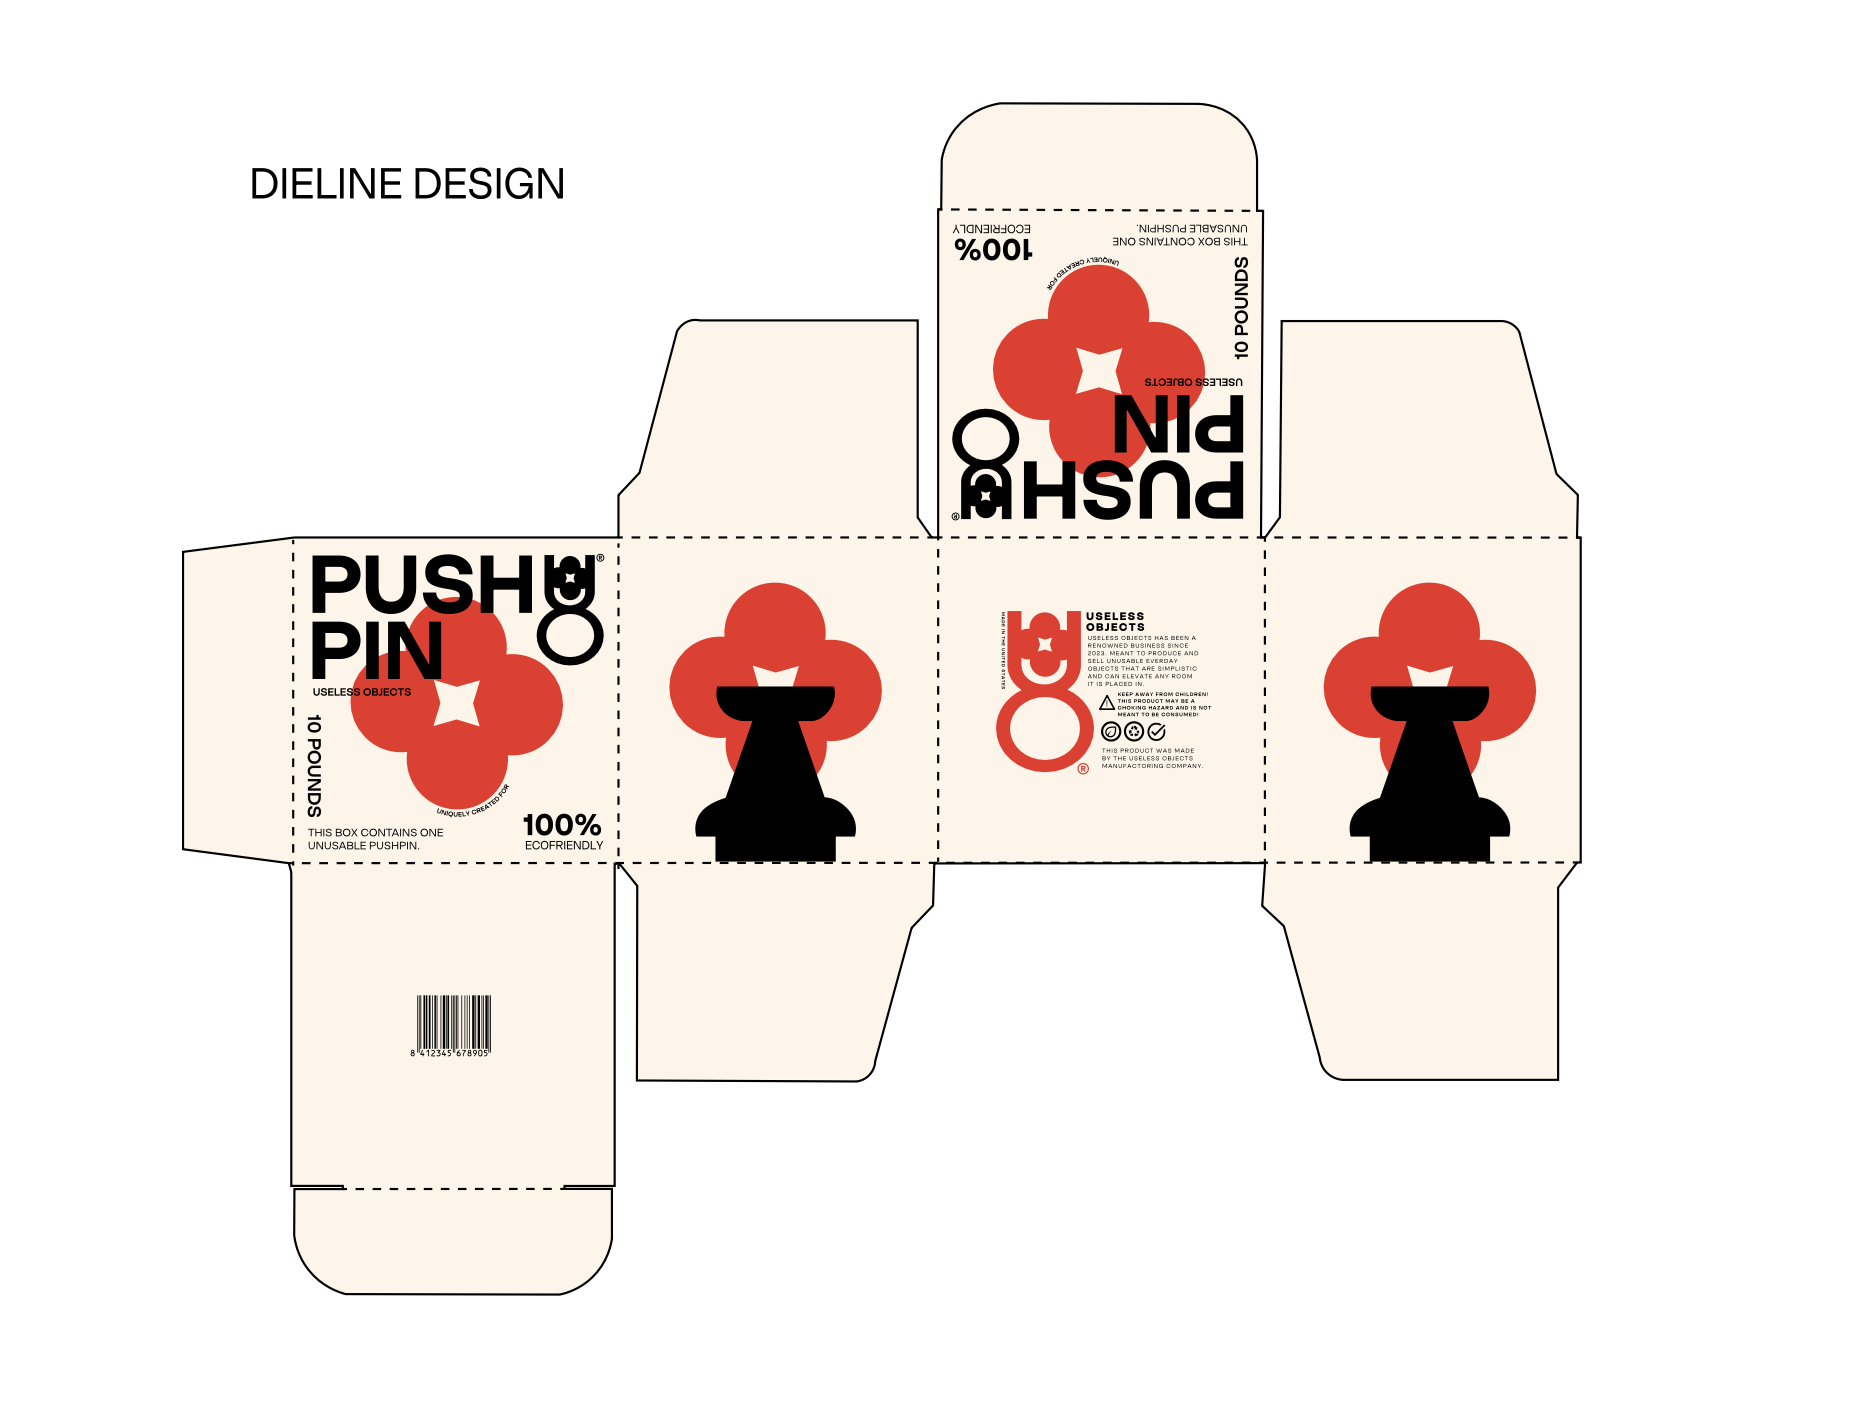 DIELINE DESIGN
ECOFRIENDLY
100%
THIS BOX CONTAINS ONE
UNUSABLE PUSHPIN.
UNIQUELY CREATED FOR
10 POUNDS
USELESS OBJECTS
PUSH
PIN
®
PUSH
PIN
®
USELESS OBJECTS
10 POUNDS
UNIQUELY CREATED FOR
THIS BOX CONTAINS ONE
UNUSABLE PUSHPIN.
100%
ECOFRIENDLY
MADE IN THE UNITED STATES
USELESS
OBJECTS
USELESS OBJECTS HAS BEEN A
RENOWNED BUSINESS SINCE
2023. MEANT TO PRODUCE AND
SELL UNUSABLE EVERDAY
OBJECTS THAT ARE SIMPLISTIC
AND CAN ELEVATE ANY ROOM
IT IS PLACED IN.
KEEP AWAY FROM CHILDREN!
THIS PRODUCT MAY BE A
CHOKING HAZARD AND IS NOT
MEANT TO BE CONSUMED!
THIS PRODUCT WAS MADE
BY THE USELESS OBJECTS
MANUFACTORING COMPANY.
®
8 412345 678905